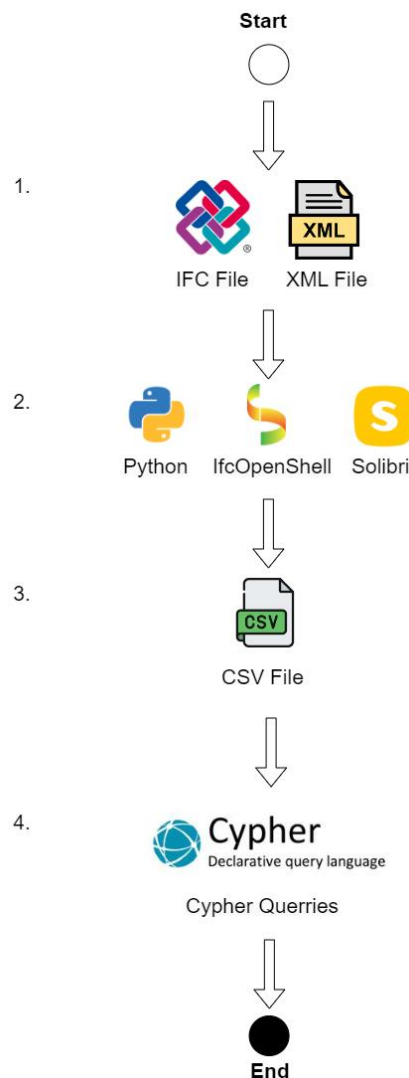 Start
1.
XML
®
IFC File XML File
2.
S
Python IfcOpenShell Solibri
3.
CSV
CSV File
4.
Cypher
Declarative query language
Cypher Querries
End